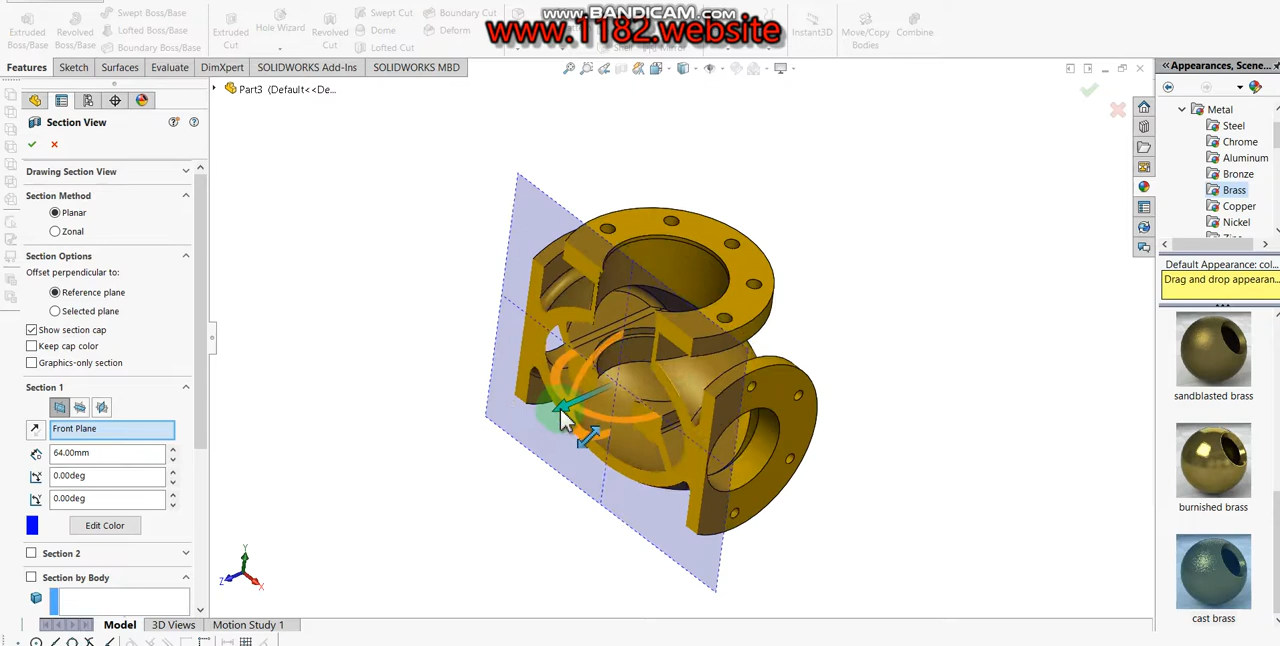 www.BANDICAM.com
www.1182.website
Extruded Boss/Base
Revolved Boss/Base
Swept Boss/Base
Lofted Boss/Base
Boundary Boss/Base
Extruded Cut
Hole Wizard
Revolved Cut
Swept Cut
Dome
Lofted Cut
Boundary Cut
Deform
Instant3D
Move/Copy Bodies
Combine
Features
Sketch
Surfaces
Evaluate
DimXpert
SOLIDWORKS Add-Ins
SOLIDWORKS MBD
Part3 (Default<<De...
Section View
Drawing Section View
Section Method
Planar
Zonal
Section Options
Offset perpendicular to:
Reference plane
Selected plane
Show section cap
Keep cap color
Graphics-only section
Section 1
Front Plane
64.00mm
0.00deg
0.00deg
Edit Color
Section 2
Section by Body
Y
Z
X
Model
3D Views
Motion Study 1
Appearances, Scene...
Metal
Steel
Chrome
Aluminum
Bronze
Brass
Copper
Nickel
Default Appearance: col...
Drag and drop appearan...
sandblasted brass
burnished brass
cast brass